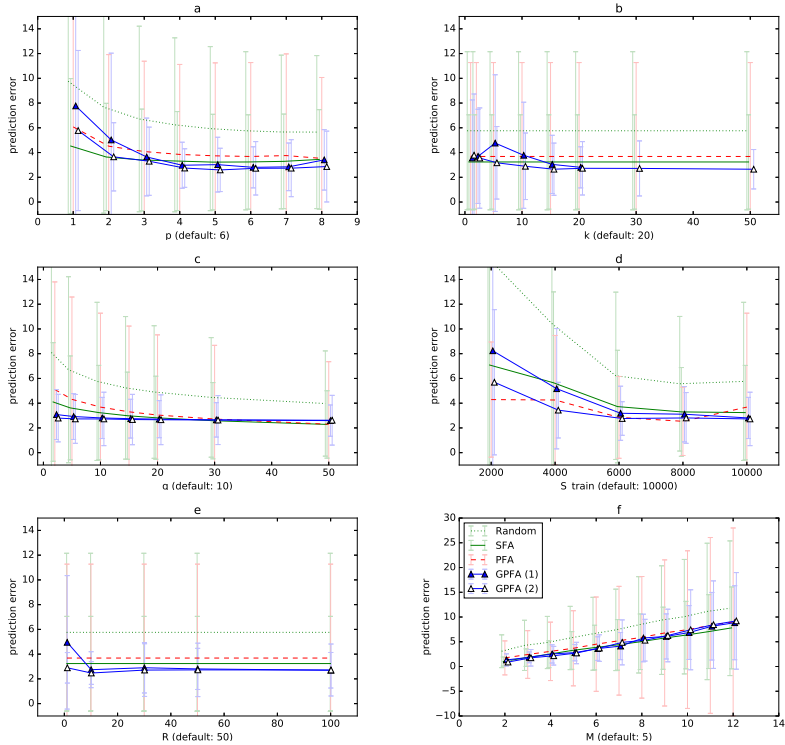 a
prediction error
14
12
10
8
6
4
2
0
0 1 2 3 4 5 6 7 8 9
p (default: 6)
b
prediction error
14
12
10
8
6
4
2
0
0 10 20 30 40 50
k (default: 20)
c
prediction error
14
12
10
8
6
4
2
0
0 10 20 30 40 50
q (default: 10)
d
prediction error
14
12
10
8
6
4
2
0
2000 4000 6000 8000 10000
S_train (default: 10000)
e
prediction error
14
12
10
8
6
4
2
0
0 20 40 60 80 100
R (default: 50)
f
prediction error
30
25
20
15
10
5
0
−5
−10
0 2 4 6 8 10 12 14
M (default: 5)
Random
SFA
PFA
GPFA (1)
GPFA (2)